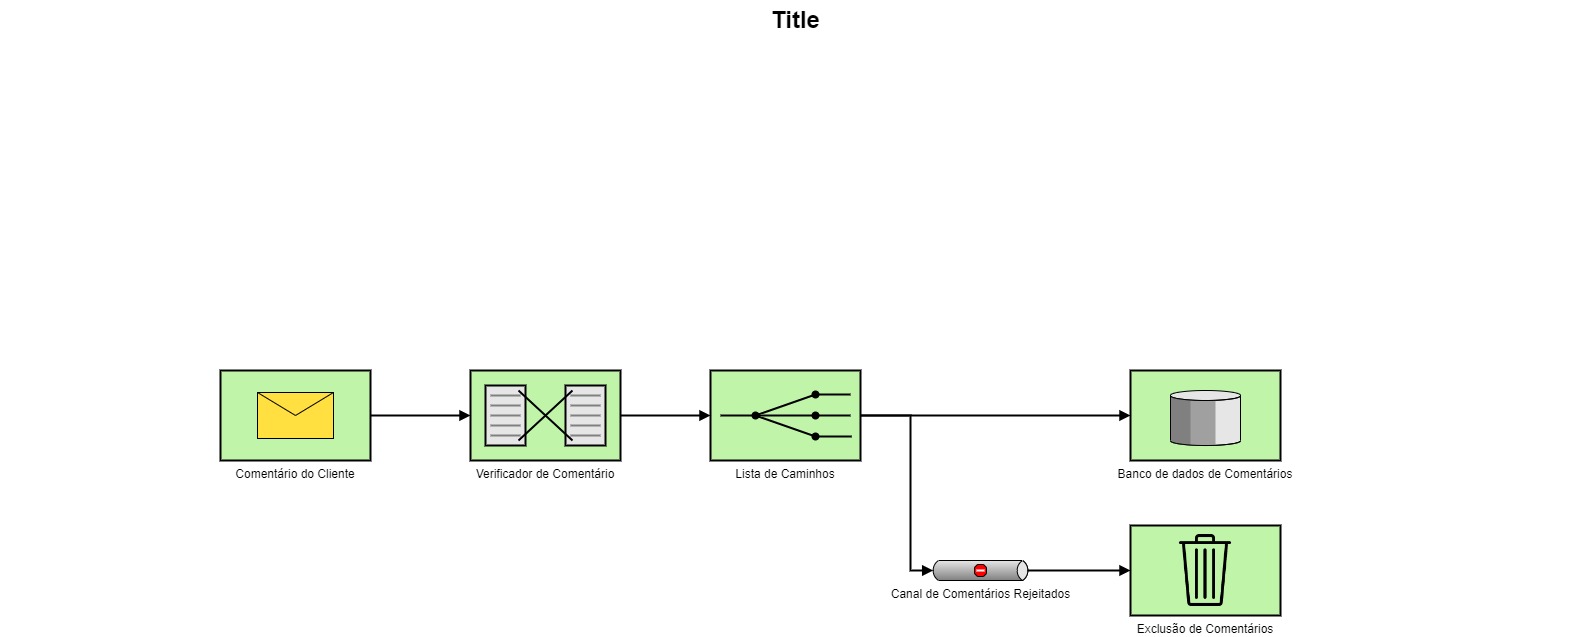 Title
Comentário do Cliente
Verificador de Comentário
Lista de Caminhos
Banco de dados de Comentários
Canal de Comentários Rejeitados
Exclusão de Comentários